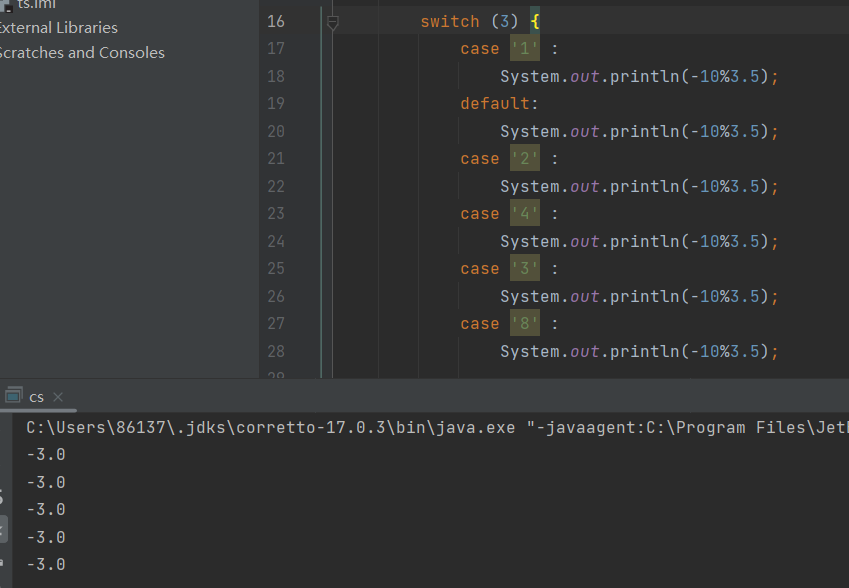 ts.iml
External Libraries
Scratches and Consoles
16 switch (3) {
17 case '1' :
18 System.out.println(-10%3.5);
19 default:
20 System.out.println(-10%3.5);
21 case '2' :
22 System.out.println(-10%3.5);
23 case '4' :
24 System.out.println(-10%3.5);
25 case '3' :
26 System.out.println(-10%3.5);
27 case '8' :
28 System.out.println(-10%3.5);
cs
C:\Users\86137\.jdks\corretto-17.0.3\bin\java.exe "-javaagent:C:\Program Files\Jet
-3.0
-3.0
-3.0
-3.0
-3.0